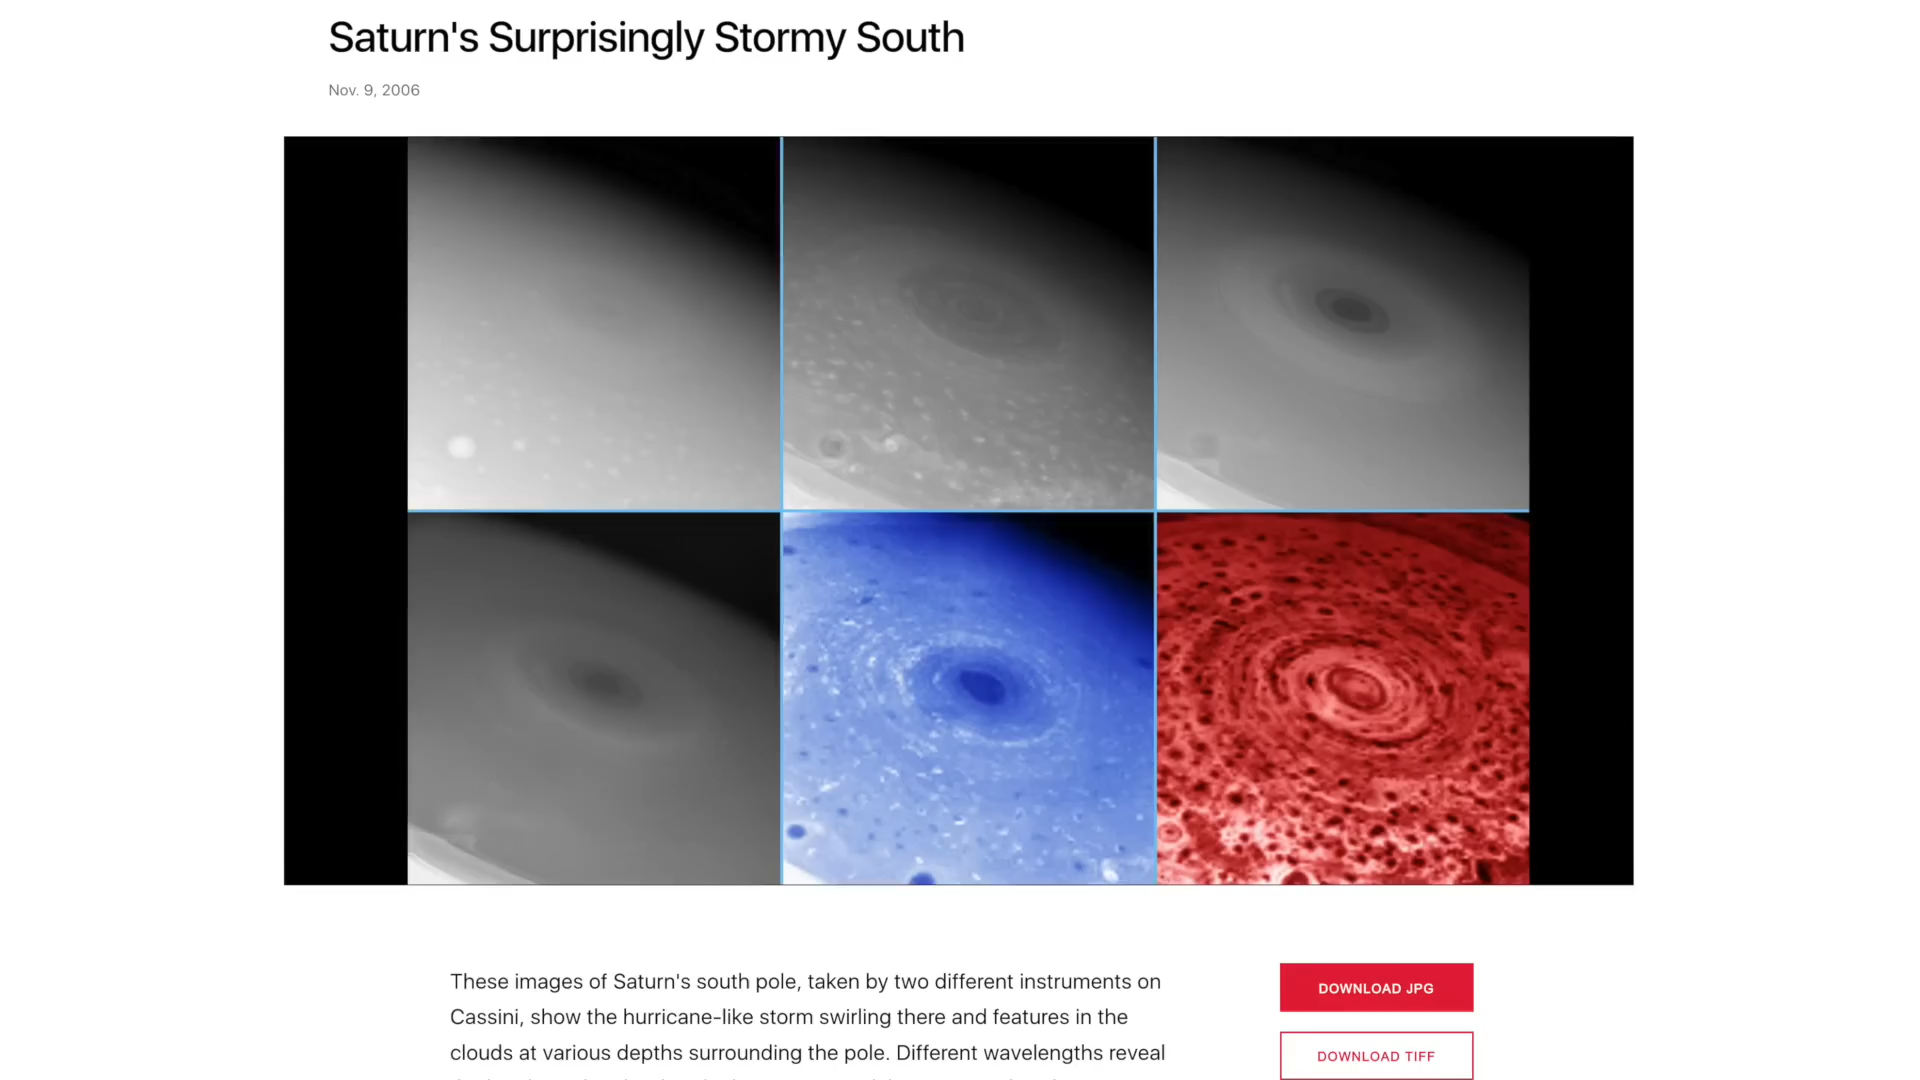 Saturn's Surprisingly Stormy South
Nov. 9, 2006
These images of Saturn's south pole, taken by two different instruments on
Cassini, show the hurricane-like storm swirling there and features in the
clouds at various depths surrounding the pole. Different wavelengths reveal
DOWNLOAD JPG
DOWNLOAD TIFF